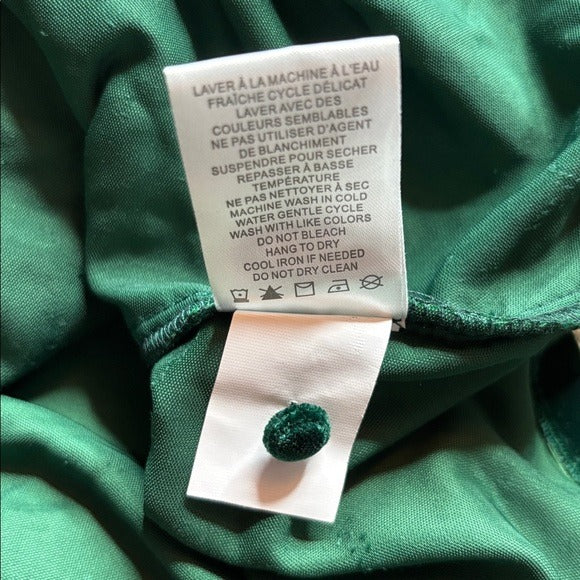 LAVER À LA MACHINE À L'EAU
FRAÎCHE CYCLE DÉLICAT
LAVER AVEC DES
COULEURS SEMBLABLES
NE PAS UTILISER D'AGENT
DE BLANCHIMENT
SUSPENDRE POUR SÉCHER
REPASSER À BASSE
TEMPÉRATURE
NE PAS NETTOYER À SEC
MACHINE WASH IN COLD
WATER GENTLE CYCLE
WASH WITH LIKE COLORS
DO NOT BLEACH
HANG TO DRY
COOL IRON IF NEEDED
DO NOT DRY CLEAN